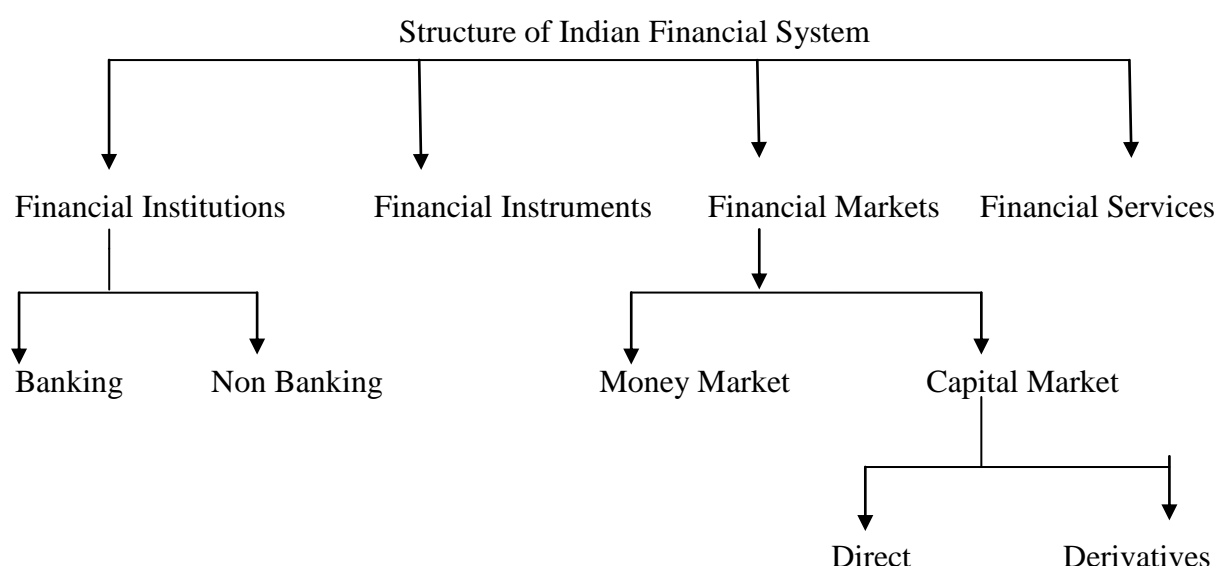 Structure of Indian Financial System
Financial Institutions Financial Instruments Financial Markets Financial Services
Banking Non Banking Money Market Capital Market
Direct Derivatives